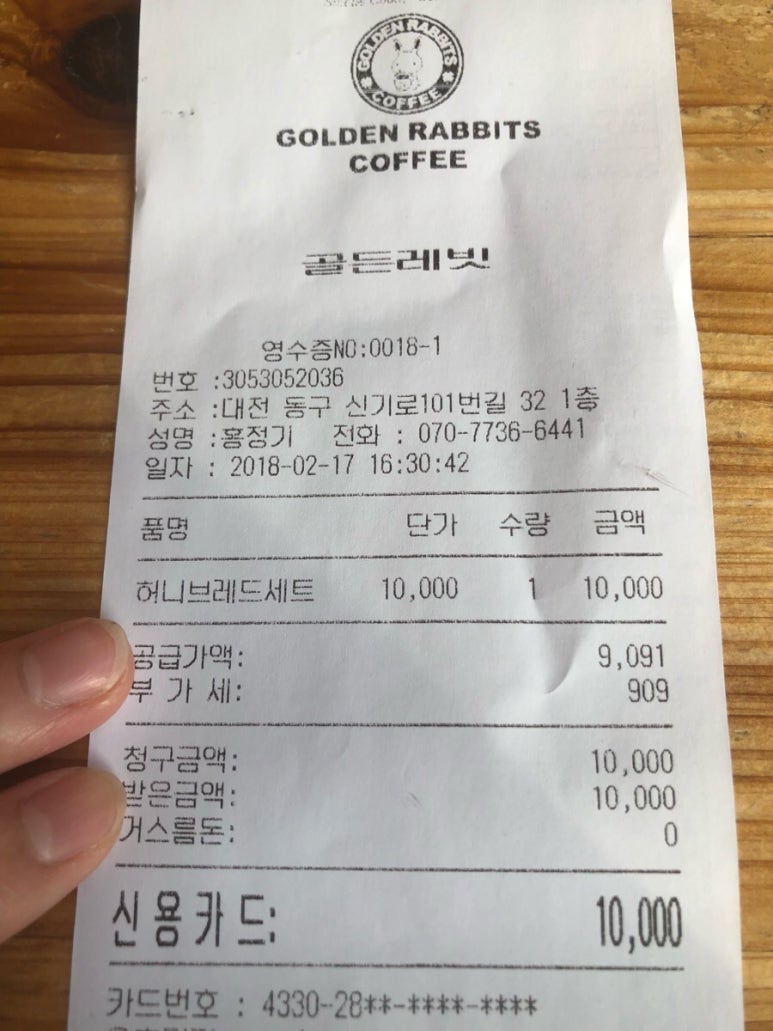 GOLDEN RABBITS
COFFEE
GOLDEN RABBITS
COFFEE
골든레빗
영수증NO:0018-1
번호 :3053052036
주소 :대전 동구 신기로101번길 32 1층
성명 :홍정기 전화 : 070-7736-6441
일자 : 2018-02-17 16:30:42
품명 단가 수량 금액
허니브레드세트 10,000 1 10,000
공급가액: 9,091
부 가 세: 909
청구금액: 10,000
받은금액: 10,000
거스름돈: 0
신용카드: 10,000
카드번호 : 4330-28**-****-****